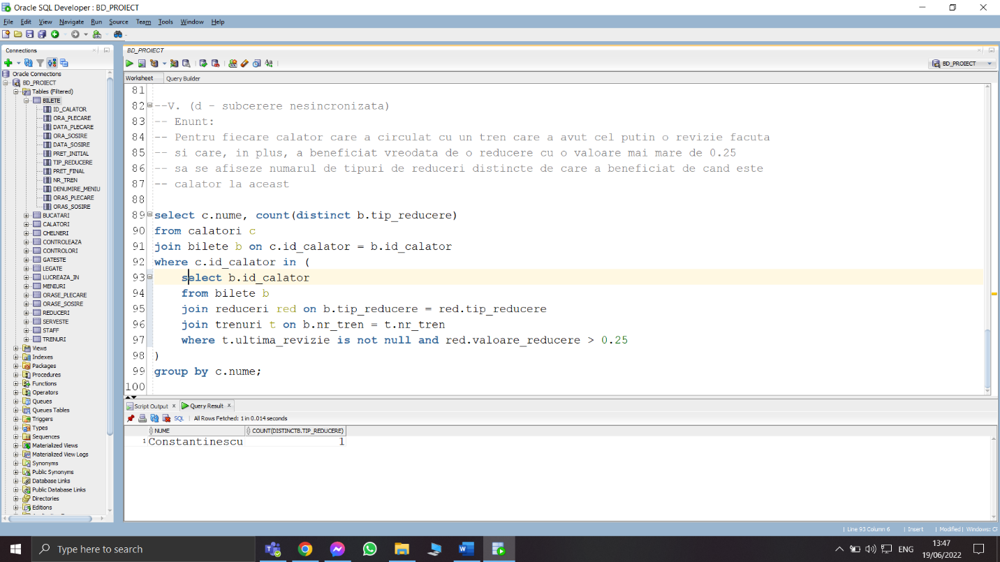 Oracle SQL Developer : BD_PROIECT
File Edit View Navigate Run Source Team Tools Window Help
Connections
Oracle Connections
BD_PROIECT
Tables (Filtered)
BILETE
ID_CALATOR
ORA_PLECARE
DATA_PLECARE
ORA_SOSIRE
DATA_SOSIRE
PRET_INITIAL
TIP_REDUCERE
PRET_FINAL
NR_TREN
DENUMIRE_MENIU
ORAS_PLECARE
ORAS_SOSIRE
BUCATARI
CALATORI
CHELNERI
CONTROLEAZA
CONTROLORI
GATESTE
LEGATE
LUCREAZA_IN
MENIURI
ORASE_PLECARE
ORASE_SOSIRE
REDUCERI
SERVESTE
STAFF
TRENURI
Views
Indexes
Packages
Procedures
Functions
Operators
Queues
Queues Tables
Triggers
Types
Sequences
Materialized Views
Materialized View Logs
Synonyms
Public Synonyms
Database Links
Public Database Links
Directories
Editions
BD_PROIECT
BD_PROIECT
Worksheet Query Builder
81
82 --V. (d - subcerere nesincronizata)
83 -- Enunt:
84 -- Pentru fiecare calator care a circulat cu un tren care a avut cel putin o revizie facuta
85 -- si care, in plus, a beneficiat vreodata de o reducere cu o valoare mai mare de 0.25
86 -- sa se afiseze numarul de tipuri de reduceri distincte de care a beneficiat de cand este
87 -- calator la aceast
88
89 select c.nume, count(distinct b.tip_reducere)
90 from calatori c
91 join bilete b on c.id_calator = b.id_calator
92 where c.id_calator in (
93 select b.id_calator
94 from bilete b
95 join reduceri red on b.tip_reducere = red.tip_reducere
96 join trenuri t on b.nr_tren = t.nr_tren
97 where t.ultima_revizie is not null and red.valoare_reducere > 0.25
98 )
99 group by c.nume;
100
Script Output × Query Result ×
SQL | All Rows Fetched: 1 in 0.014 seconds
NUME COUNT(DISTINCTB.TIP_REDUCERE)
1 Constantinescu 1
| Line 93 Column 6 | Insert | Modified | Windows: C
Type here to search
ENG
13:47
19/06/2022